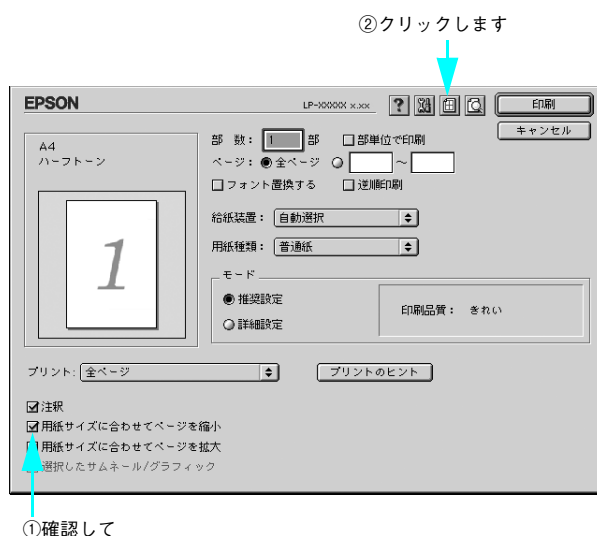 ②クリックします
EPSON
LP-XXXXX x.xx
?
印刷
キャンセル
A4
ハーフトーン
1
部 数： 1 部 部単位で印刷
ページ： 全ページ ～
フォント置換する 逆順印刷
給紙装置： 自動選択
用紙種類： 普通紙
モード
推奨設定
詳細設定
印刷品質： きれい
プリント: 全ページ
プリントのヒント
注釈
用紙サイズに合わせてページを縮小
用紙サイズに合わせてページを拡大
選択したサムネール/グラフィック
①確認して